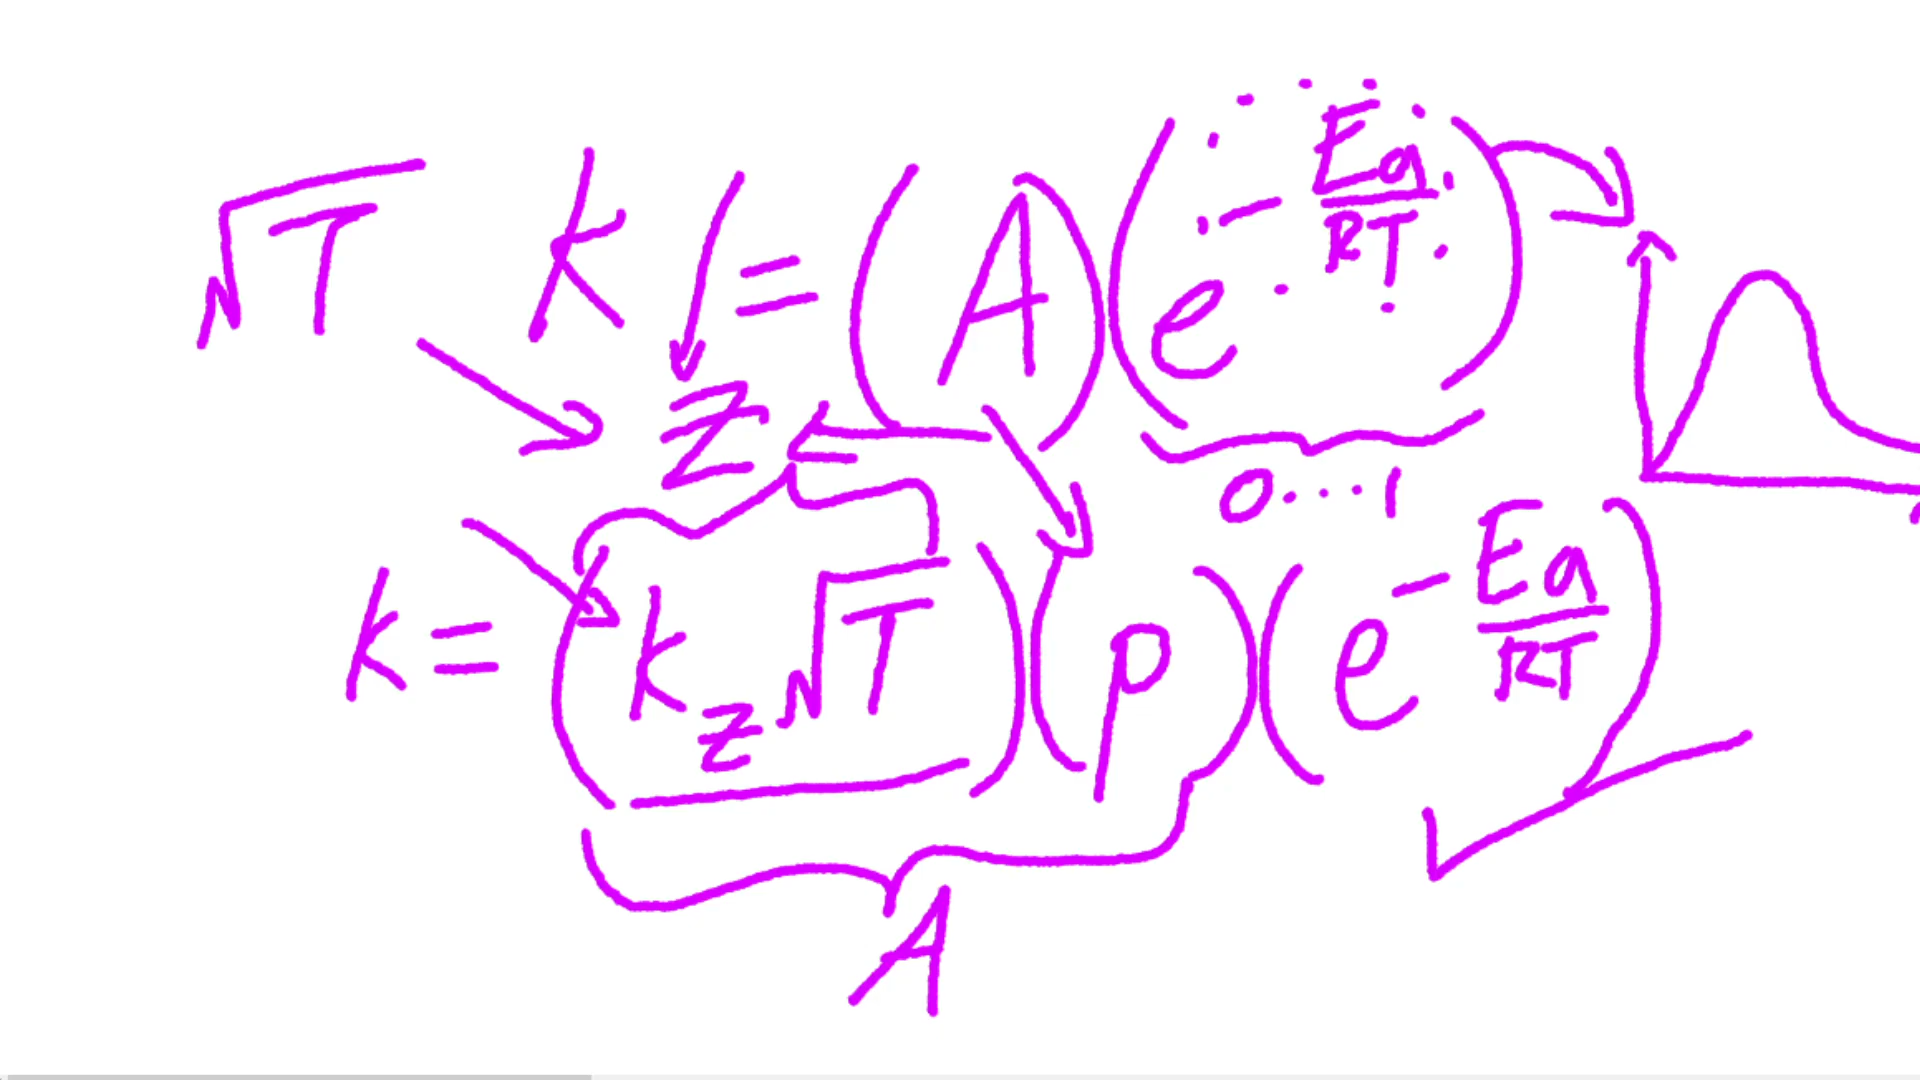 √T k = (A)(e^-Ea/RT)
Z
0...1
k = (k_z√T)(p)(e^-Ea/RT)
A